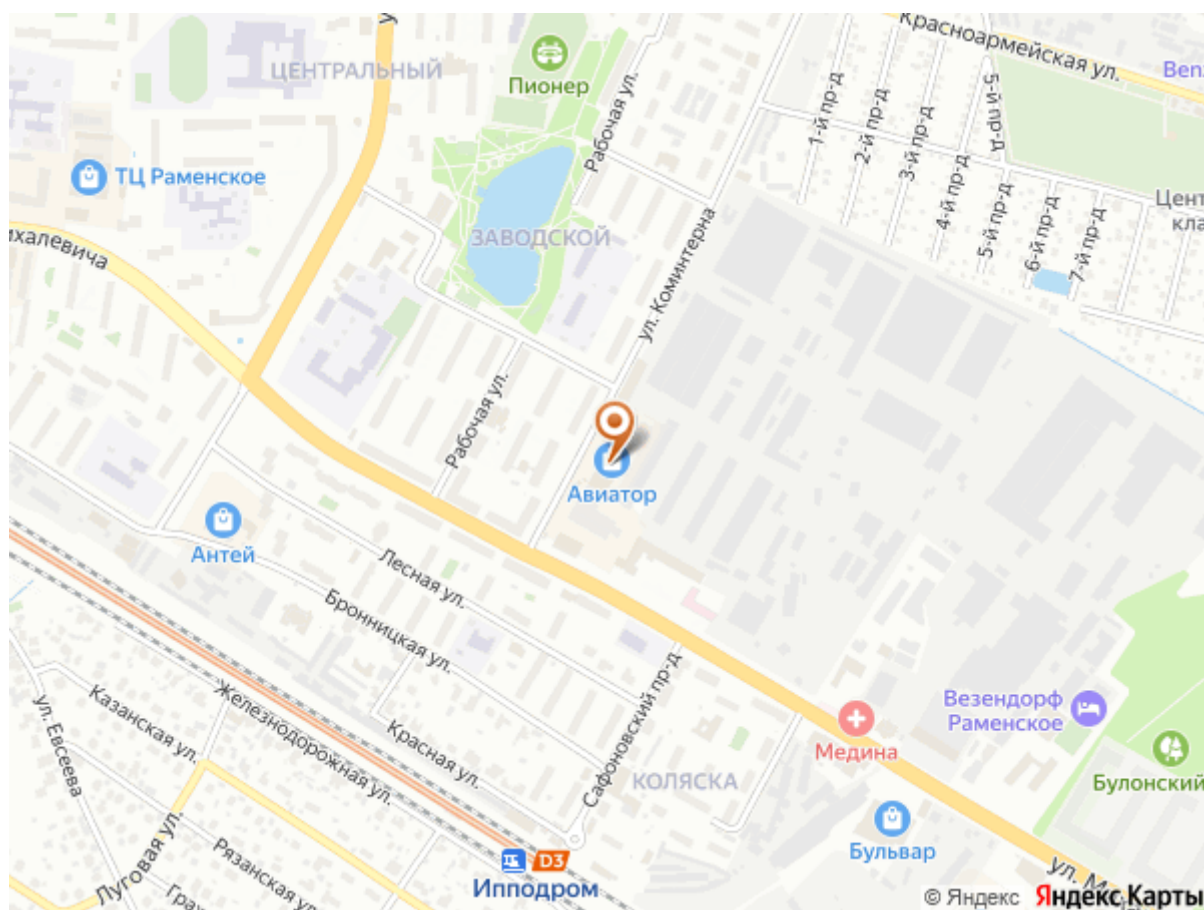 Красноармейская ул.
ЦЕНТРАЛЬНЫЙ
Пионер
Рабочая ул.
1-й пр-д
2-й пр-д
3-й пр-д
4-й пр-д
5-й пр-д
5-й пр-д
6-й пр-д
7-й пр-д
ТЦ Раменское
ихалевича
ЗАВОДСКОЙ
ул. Коминтерна
Цент
кла
Рабочая ул.
Авиатор
Антей
Лесная ул.
Бронницкая ул.
Казанская ул.
Железнодорожная ул.
Красная ул.
ул. Евсеева
Сафоновский пр-д
КОЛЯСКА
Медина
Везендорф
Раменское
Булонский
Бульвар
Луговая ул.
Рязанская ул.
D3
Ипподром
© Яндекс Яндекс Карты